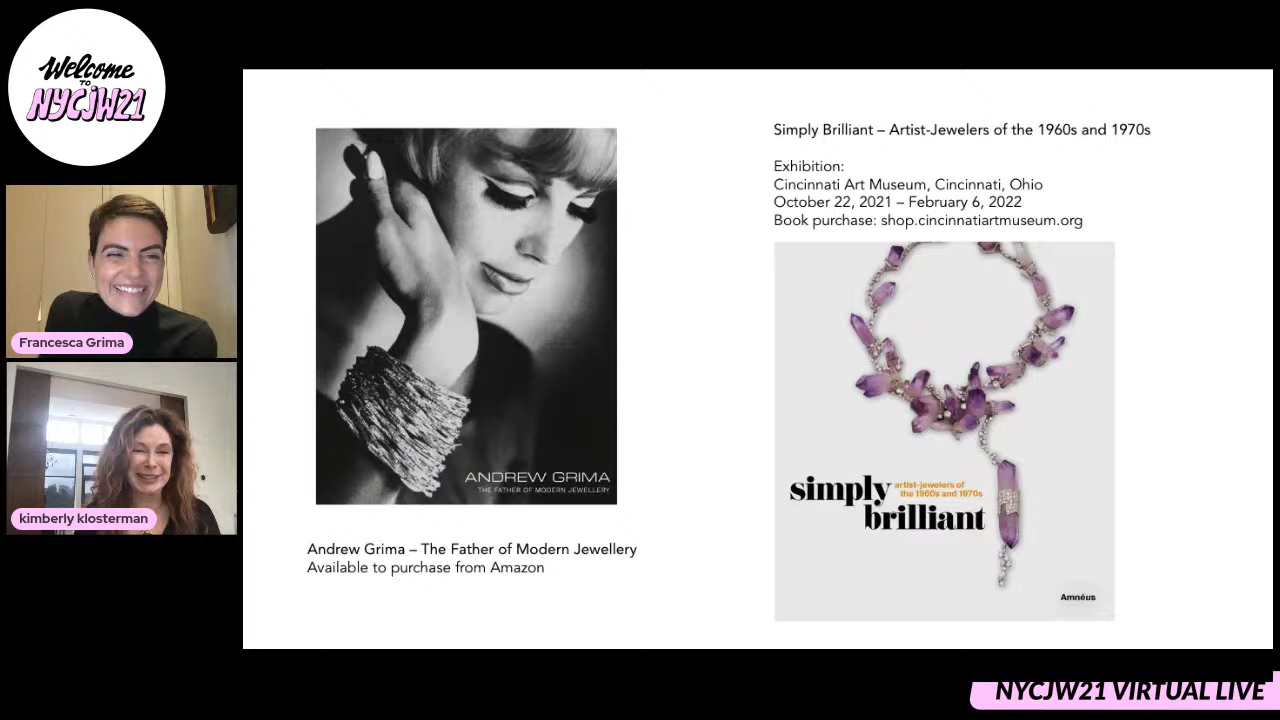 Welcome
TO
NYCJW21
Francesca Grima
kimberly klosterman
ANDREW GRIMA
THE FATHER OF MODERN JEWELLERY
Andrew Grima – The Father of Modern Jewellery
Available to purchase from Amazon
Simply Brilliant – Artist-Jewelers of the 1960s and 1970s
Exhibition:
Cincinnati Art Museum, Cincinnati, Ohio
October 22, 2021 – February 6, 2022
Book purchase: shop.cincinnatiartmuseum.org
simply
artist-jewelers of
the 1960s and 1970s
brilliant
Amnéus
NYCJW21 VIRTUAL LIVE